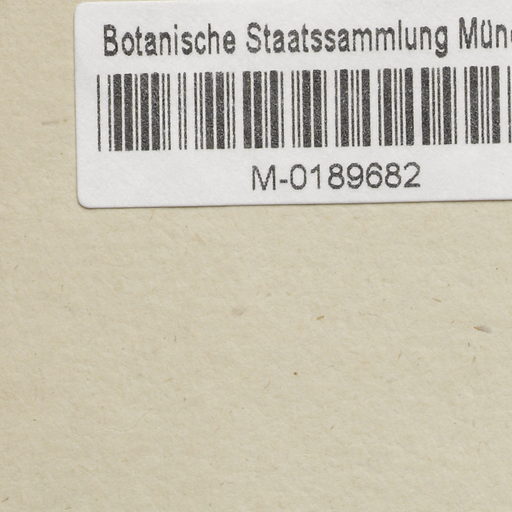 Botanische Staatssammlung Mün
M-0189682